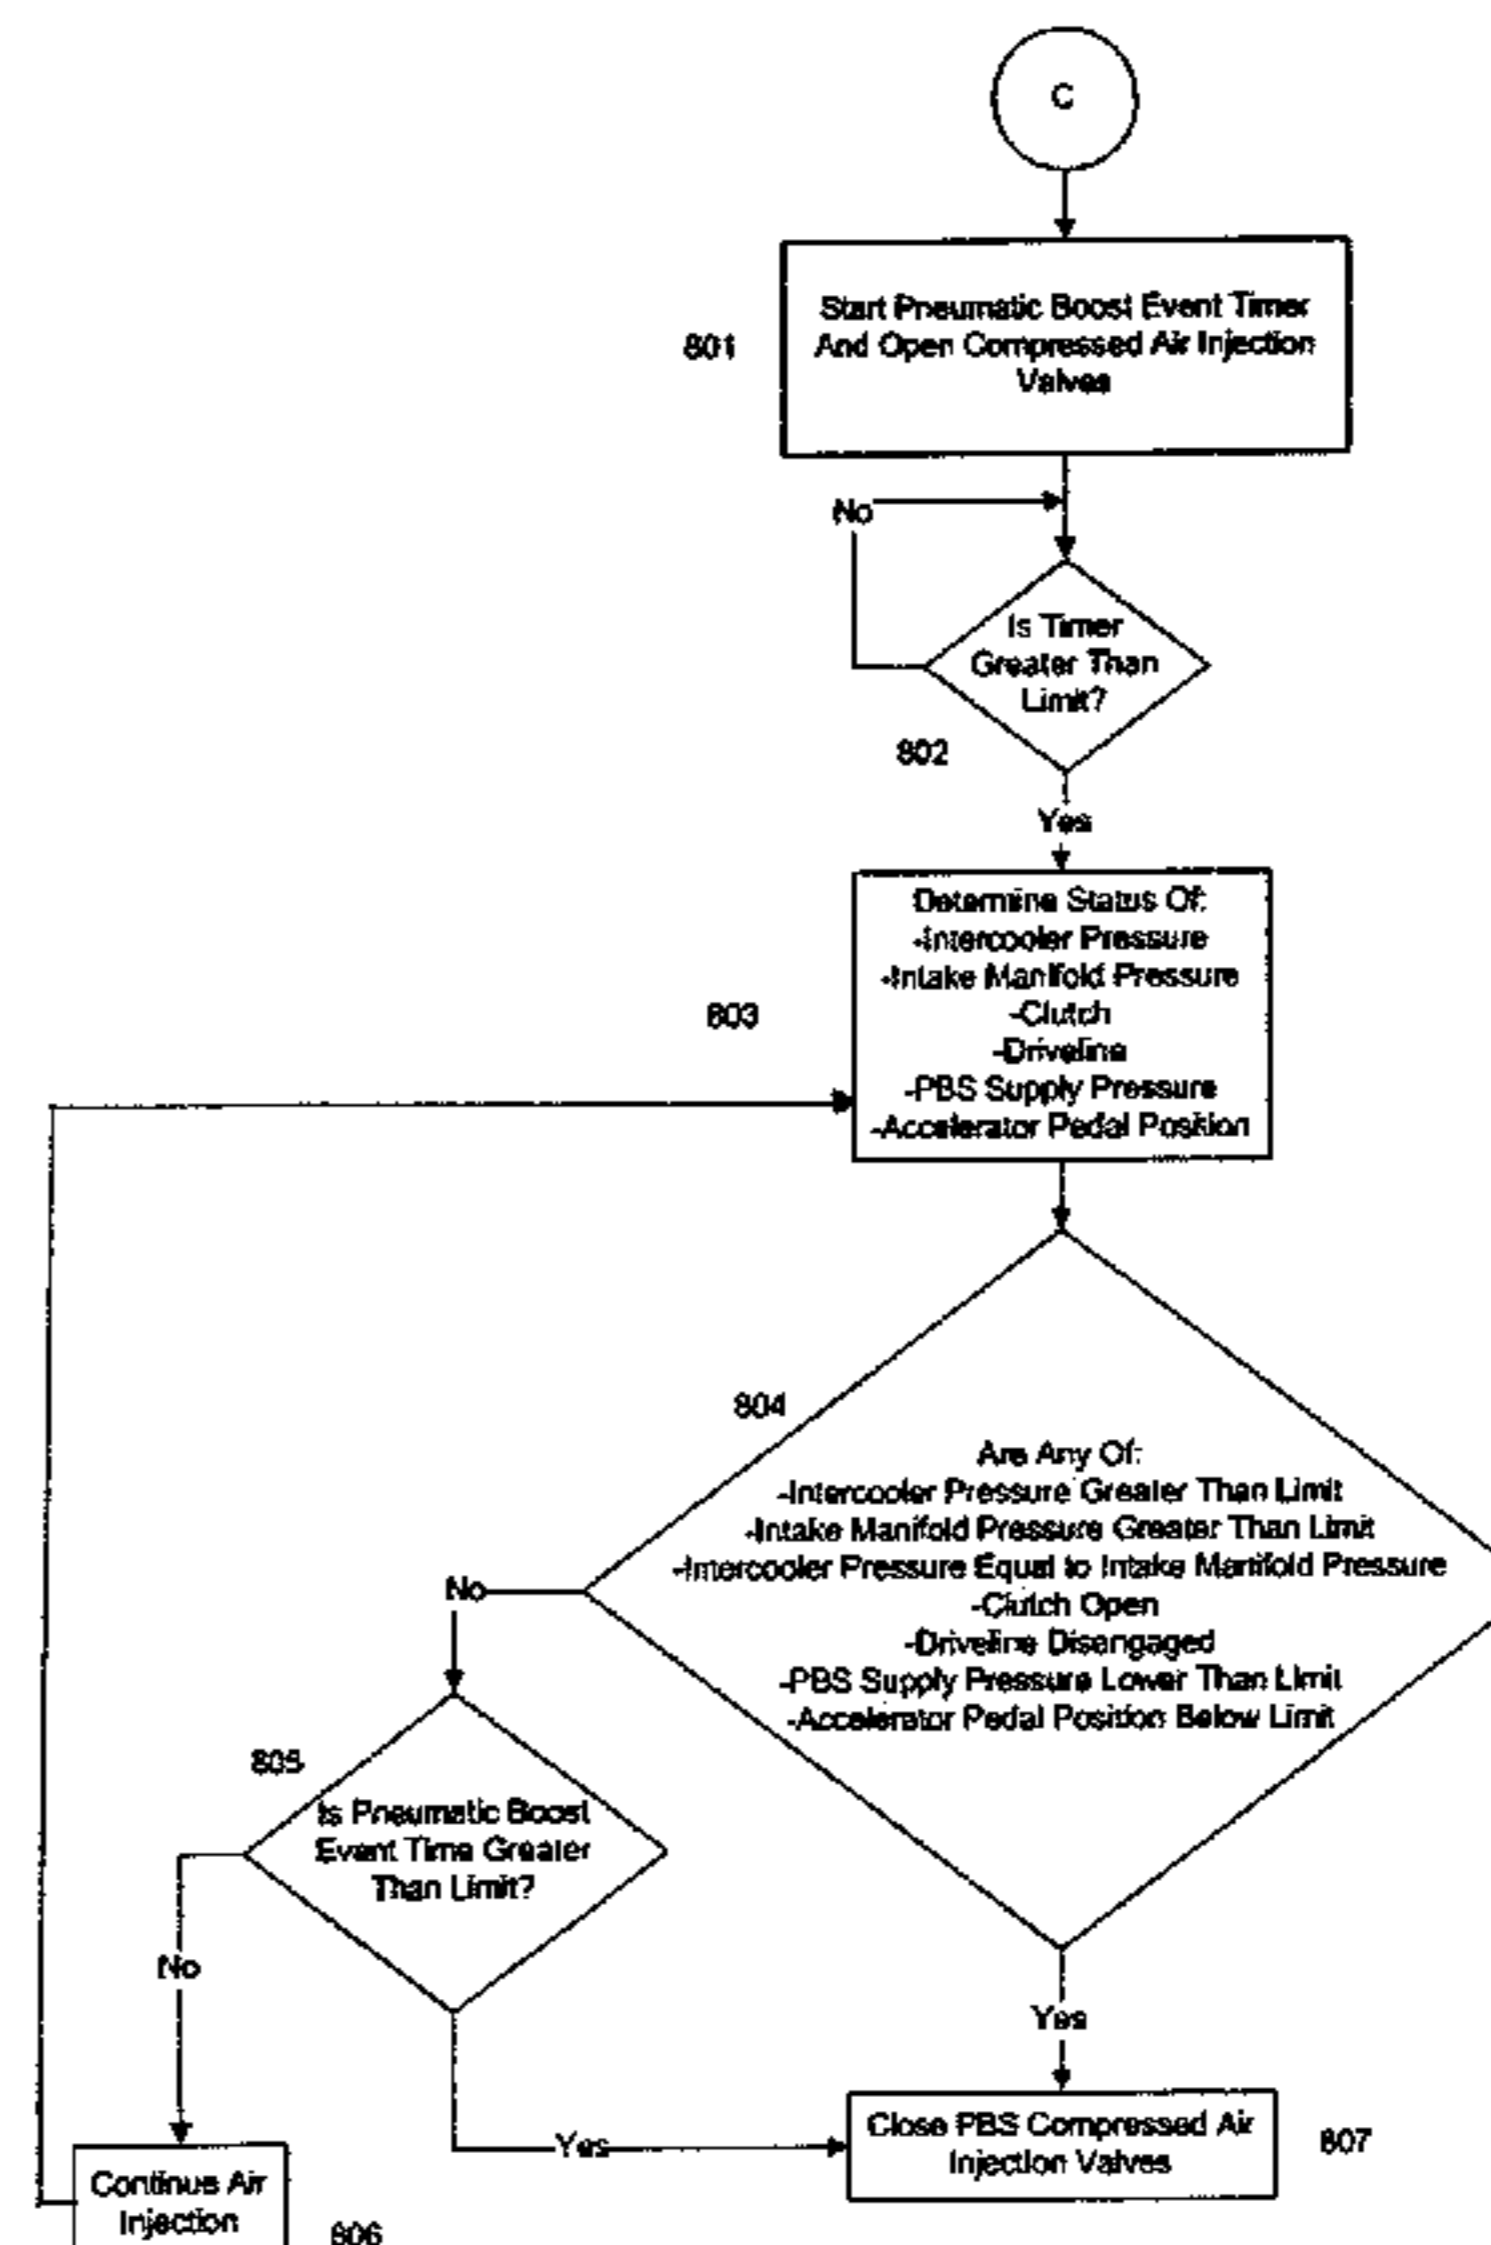 C
Start Pneumatic Boost Event Timer
And Open Compressed Air Injection
Valves
801
No
Is Timer
Greater Than
Limit?
802
Yes
Determine Status Of:
-Intercooler Pressure
-Intake Manifold Pressure
-Clutch
-Driveline
-PBS Supply Pressure
-Accelerator Pedal Position
803
804
Are Any Of:
-Intercooler Pressure Greater Than Limit
-Intake Manifold Pressure Greater Than Limit
-Intercooler Pressure Equal to Intake Manifold Pressure
-Clutch Open
-Driveline Disengaged
-PBS Supply Pressure Lower Than Limit
-Accelerator Pedal Position Below Limit
No
805
Is Pneumatic Boost
Event Time Greater
Than Limit?
No
Yes
Yes
Close PBS Compressed Air
Injection Valves
807
Continue Air
Injection
806